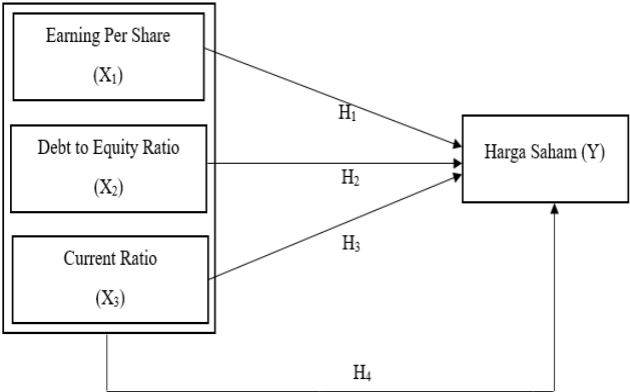 Earning Per Share
(X₁)
H₁
Debt to Equity Ratio
(X₂)
H₂
Harga Saham (Y)
Current Ratio
(X₃)
H₃
H₄